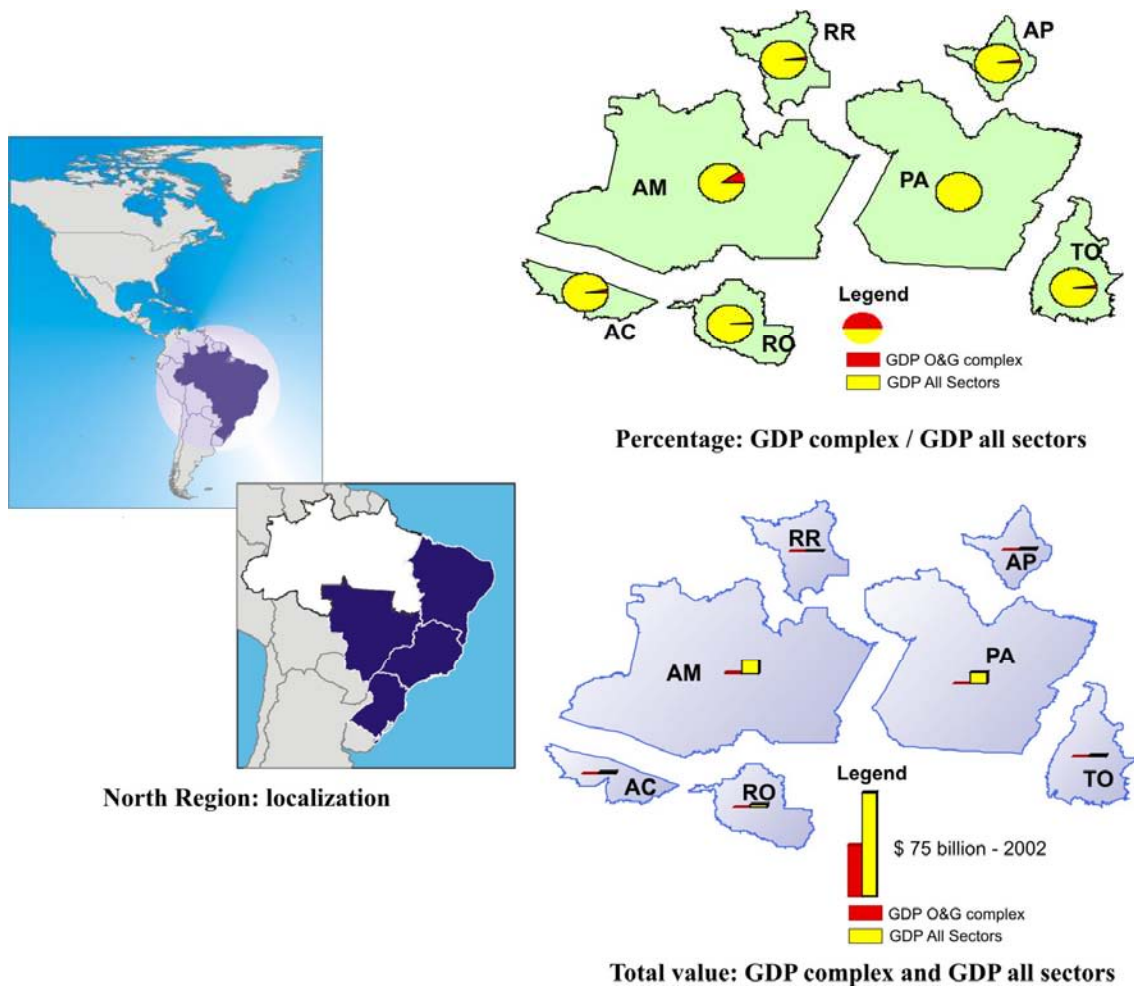 RR
AP
AM
PA
TO
AC
RO
Legend
GDP O&G complex
GDP All Sectors
Percentage: GDP complex / GDP all sectors
North Region: localization
RR
AP
AM
PA
TO
AC
RO
Legend
$ 75 billion - 2002
GDP O&G complex
GDP All Sectors
Total value: GDP complex and GDP all sectors